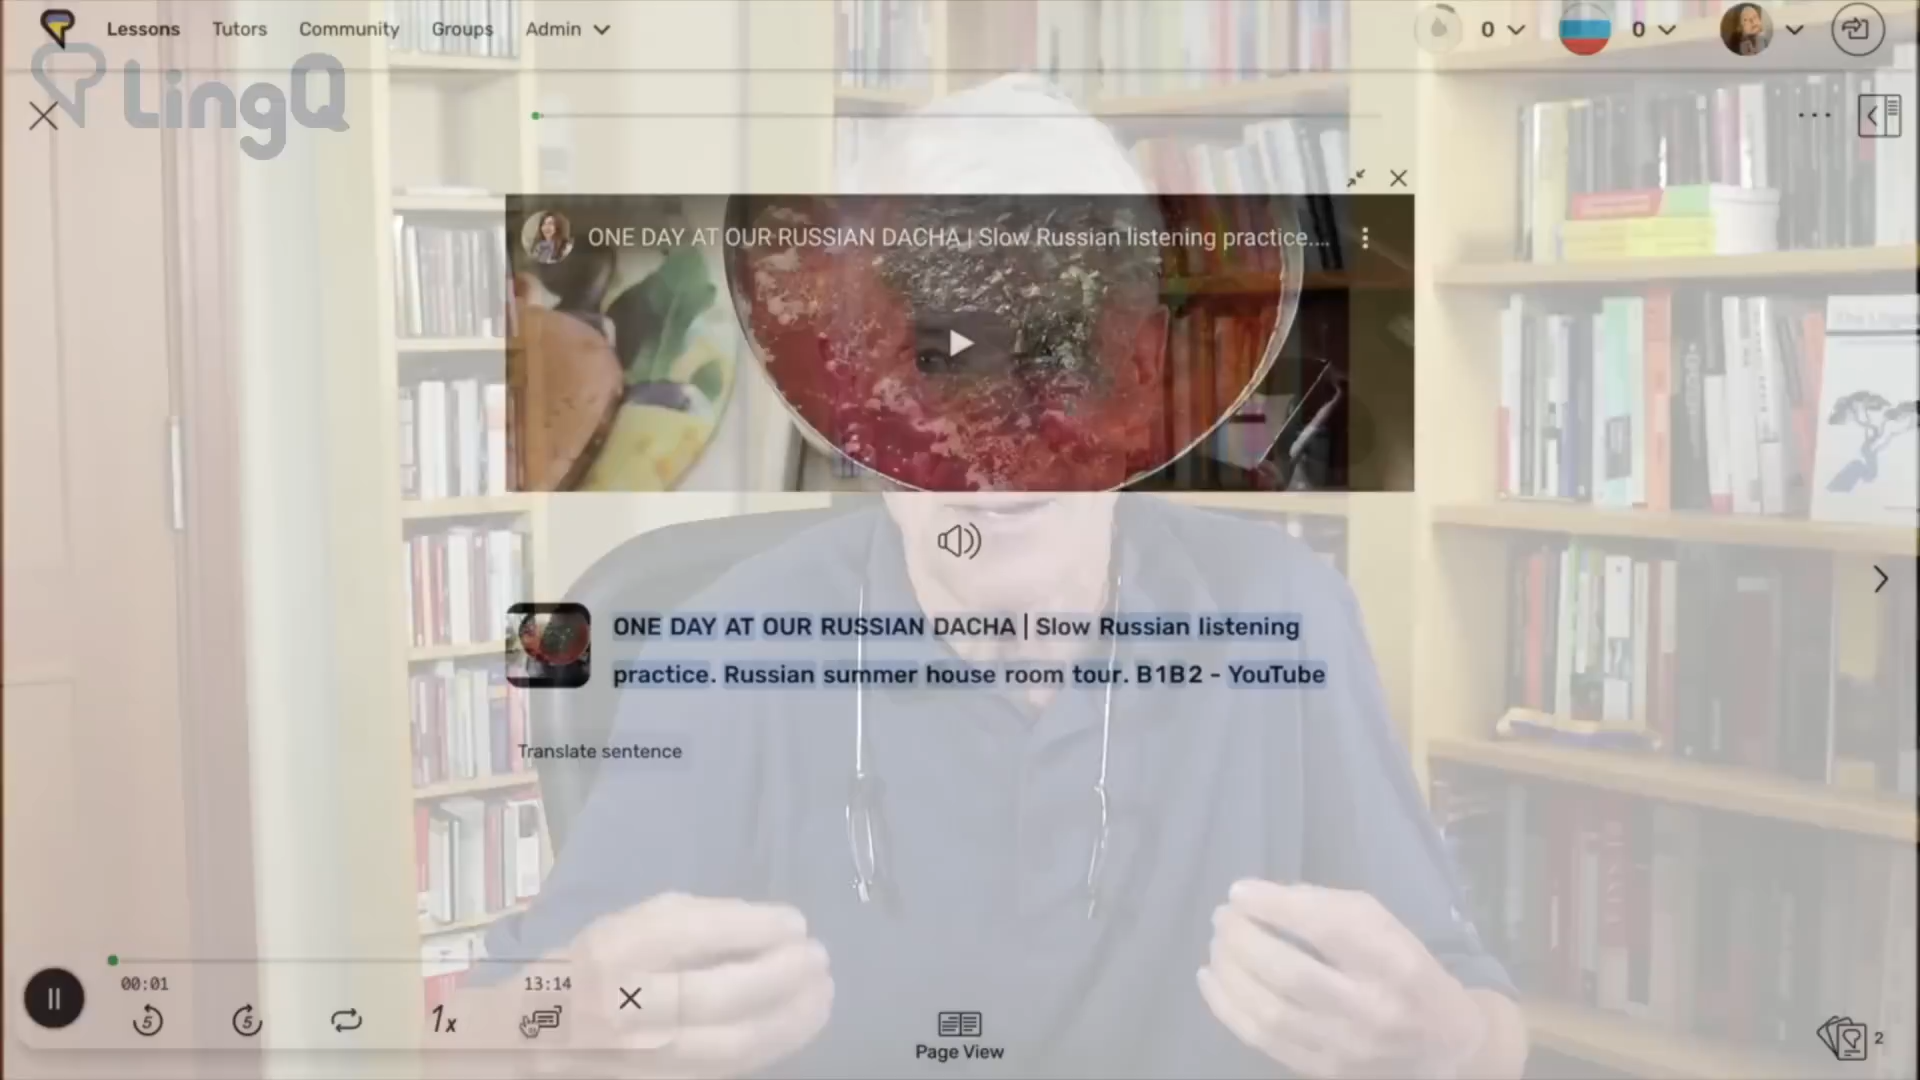 Lessons
Tutors
Community
Groups
Admin
0
0
LingQ
ONE DAY AT OUR RUSSIAN DACHA | Slow Russian listening practice....
ONE DAY AT OUR RUSSIAN DACHA | Slow Russian listening
practice. Russian summer house room tour. B1B2 - YouTube
Translate sentence
00:01
13:14
5
5
1x
Page View
2